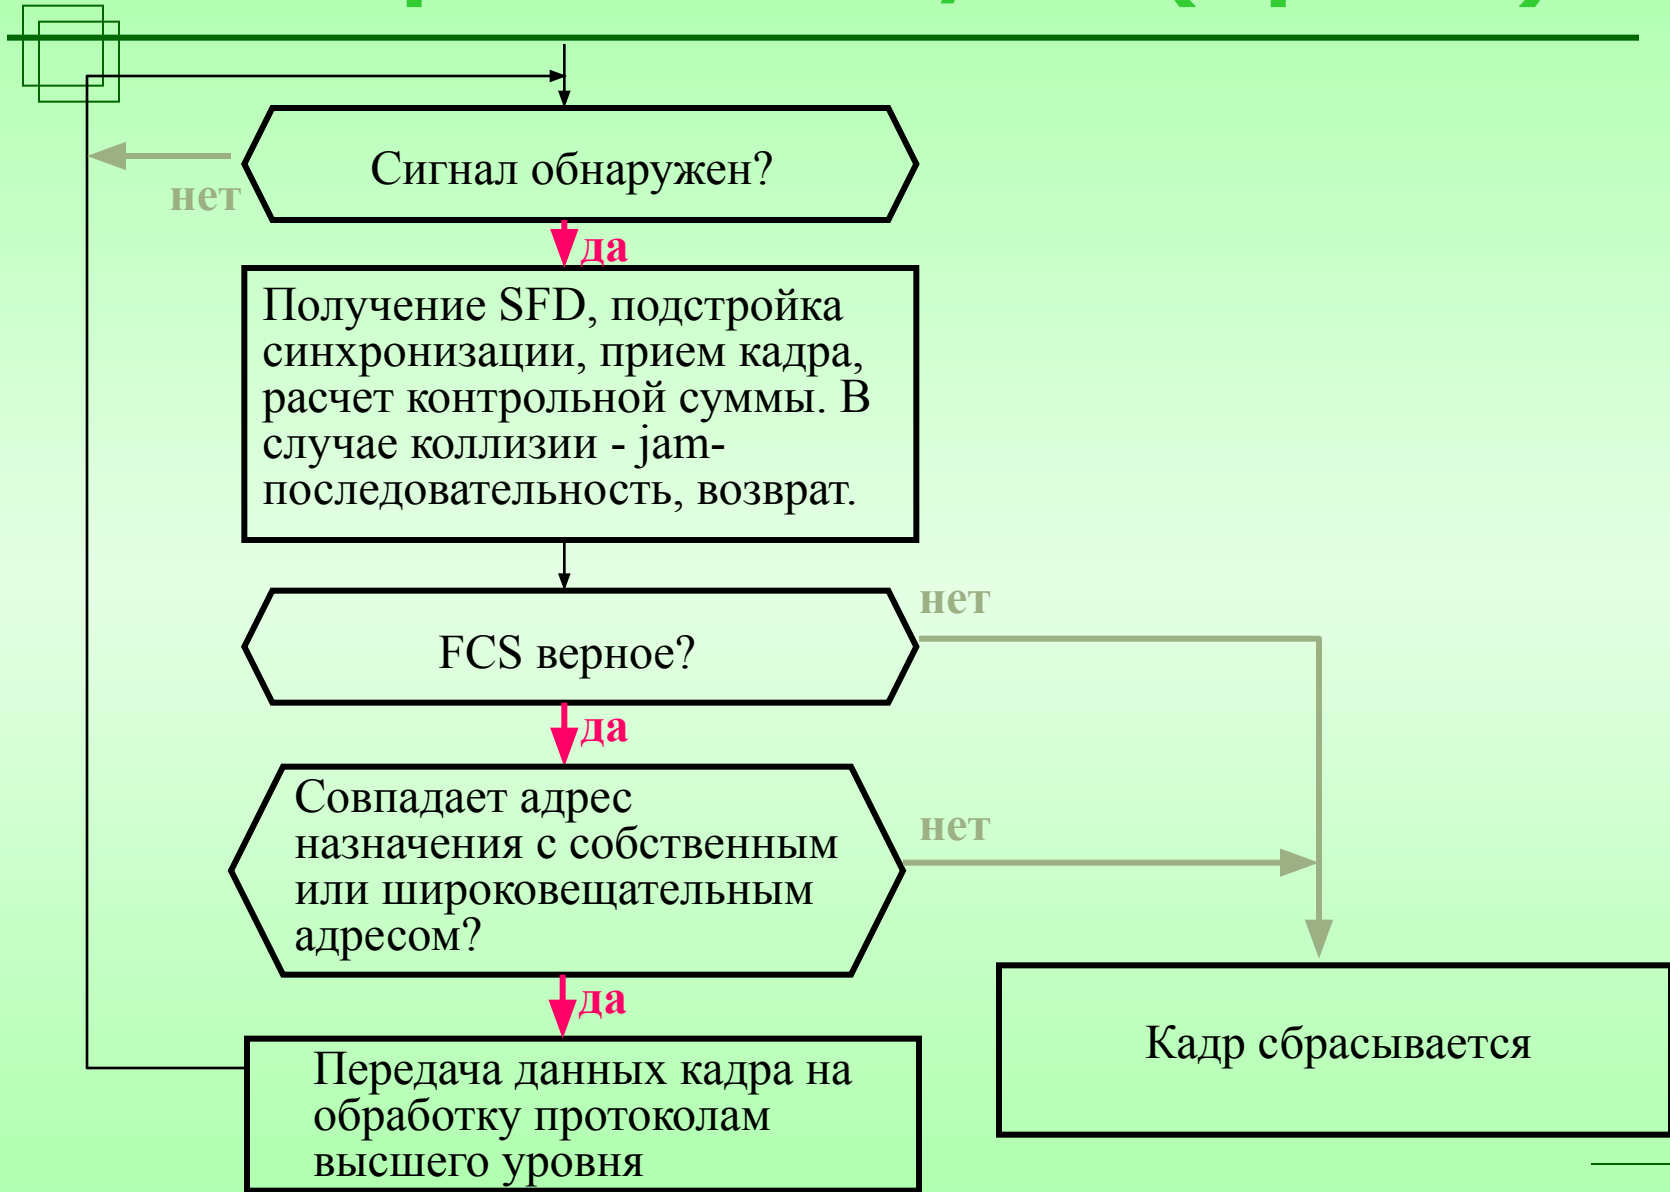 Сигнал обнаружен?
нет
да
Получение SFD, подстройка
синхронизации, прием кадра,
расчет контрольной суммы. В
случае коллизии - jam-
последовательность, возврат.
нет
FCS верное?
да
Совпадает адрес
назначения с собственным
или широковещательным
адресом?
нет
да
Кадр сбрасывается
Передача данных кадра на
обработку протоколам
высшего уровня